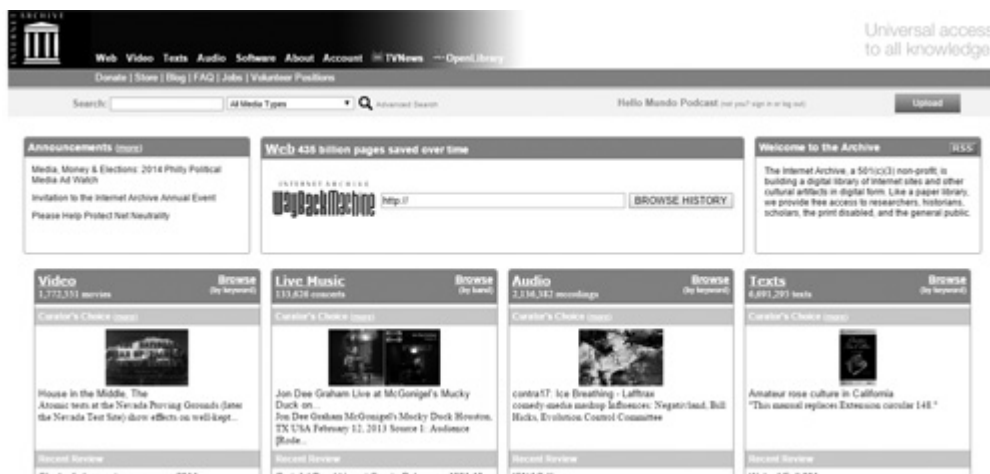 INTERNET ARCHIVE
Universal access
to all knowledge
Web Video Texts Audio Software About Account TVNews OpenLibrary
Donate | Store | Blog | FAQ | Jobs | Volunteer Positions
Search: All Media Types Advanced Search Hello Mundo Podcast (not you? sign in or log out) Upload
Announcements (more)
Media, Money & Elections: 2014 Philly Political
Media Ad Watch
Invitation to the Internet Archive Annual Event
Please Help Protect Net Neutrality
Web 435 billion pages saved over time
INTERNET ARCHIVE
WayBackMachine http:// BROWSE HISTORY
Welcome to the Archive RSS
The Internet Archive, a 501(c)(3) non-profit, is
building a digital library of Internet sites and other
cultural artifacts in digital form. Like a paper library,
we provide free access to researchers, historians,
scholars, the print disabled, and the general public.
Video Browse
1,772,351 movies (by keyword)
Curator's Choice (more)
House in the Middle, The
Atomic tests at the Nevada Proving Grounds (later
the Nevada Test Site) show effects on well-kept...
Recent Review
Live Music Browse
133,620 concerts (by band)
Curator's Choice (more)
Jon Dee Graham Live at McGonigel's Mucky
Duck on...
Jon Dee Graham McGonigel's Mucky Duck Houston,
TX USA February 12, 2013 Source 1: Audience
[Rode...
Recent Review
Audio Browse
2,136,382 recordings (by keyword)
Curator's Choice (more)
contra17: Ice Breathing - Lafftrax
comedy-media mashup Influences: Negativland, Bill
Hicks, Evolution Control Committee
Recent Review
Texts Browse
6,691,293 texts (by keyword)
Curator's Choice (more)
Amateur rose culture in California
"This manual replaces Extension circular 148."
Recent Review